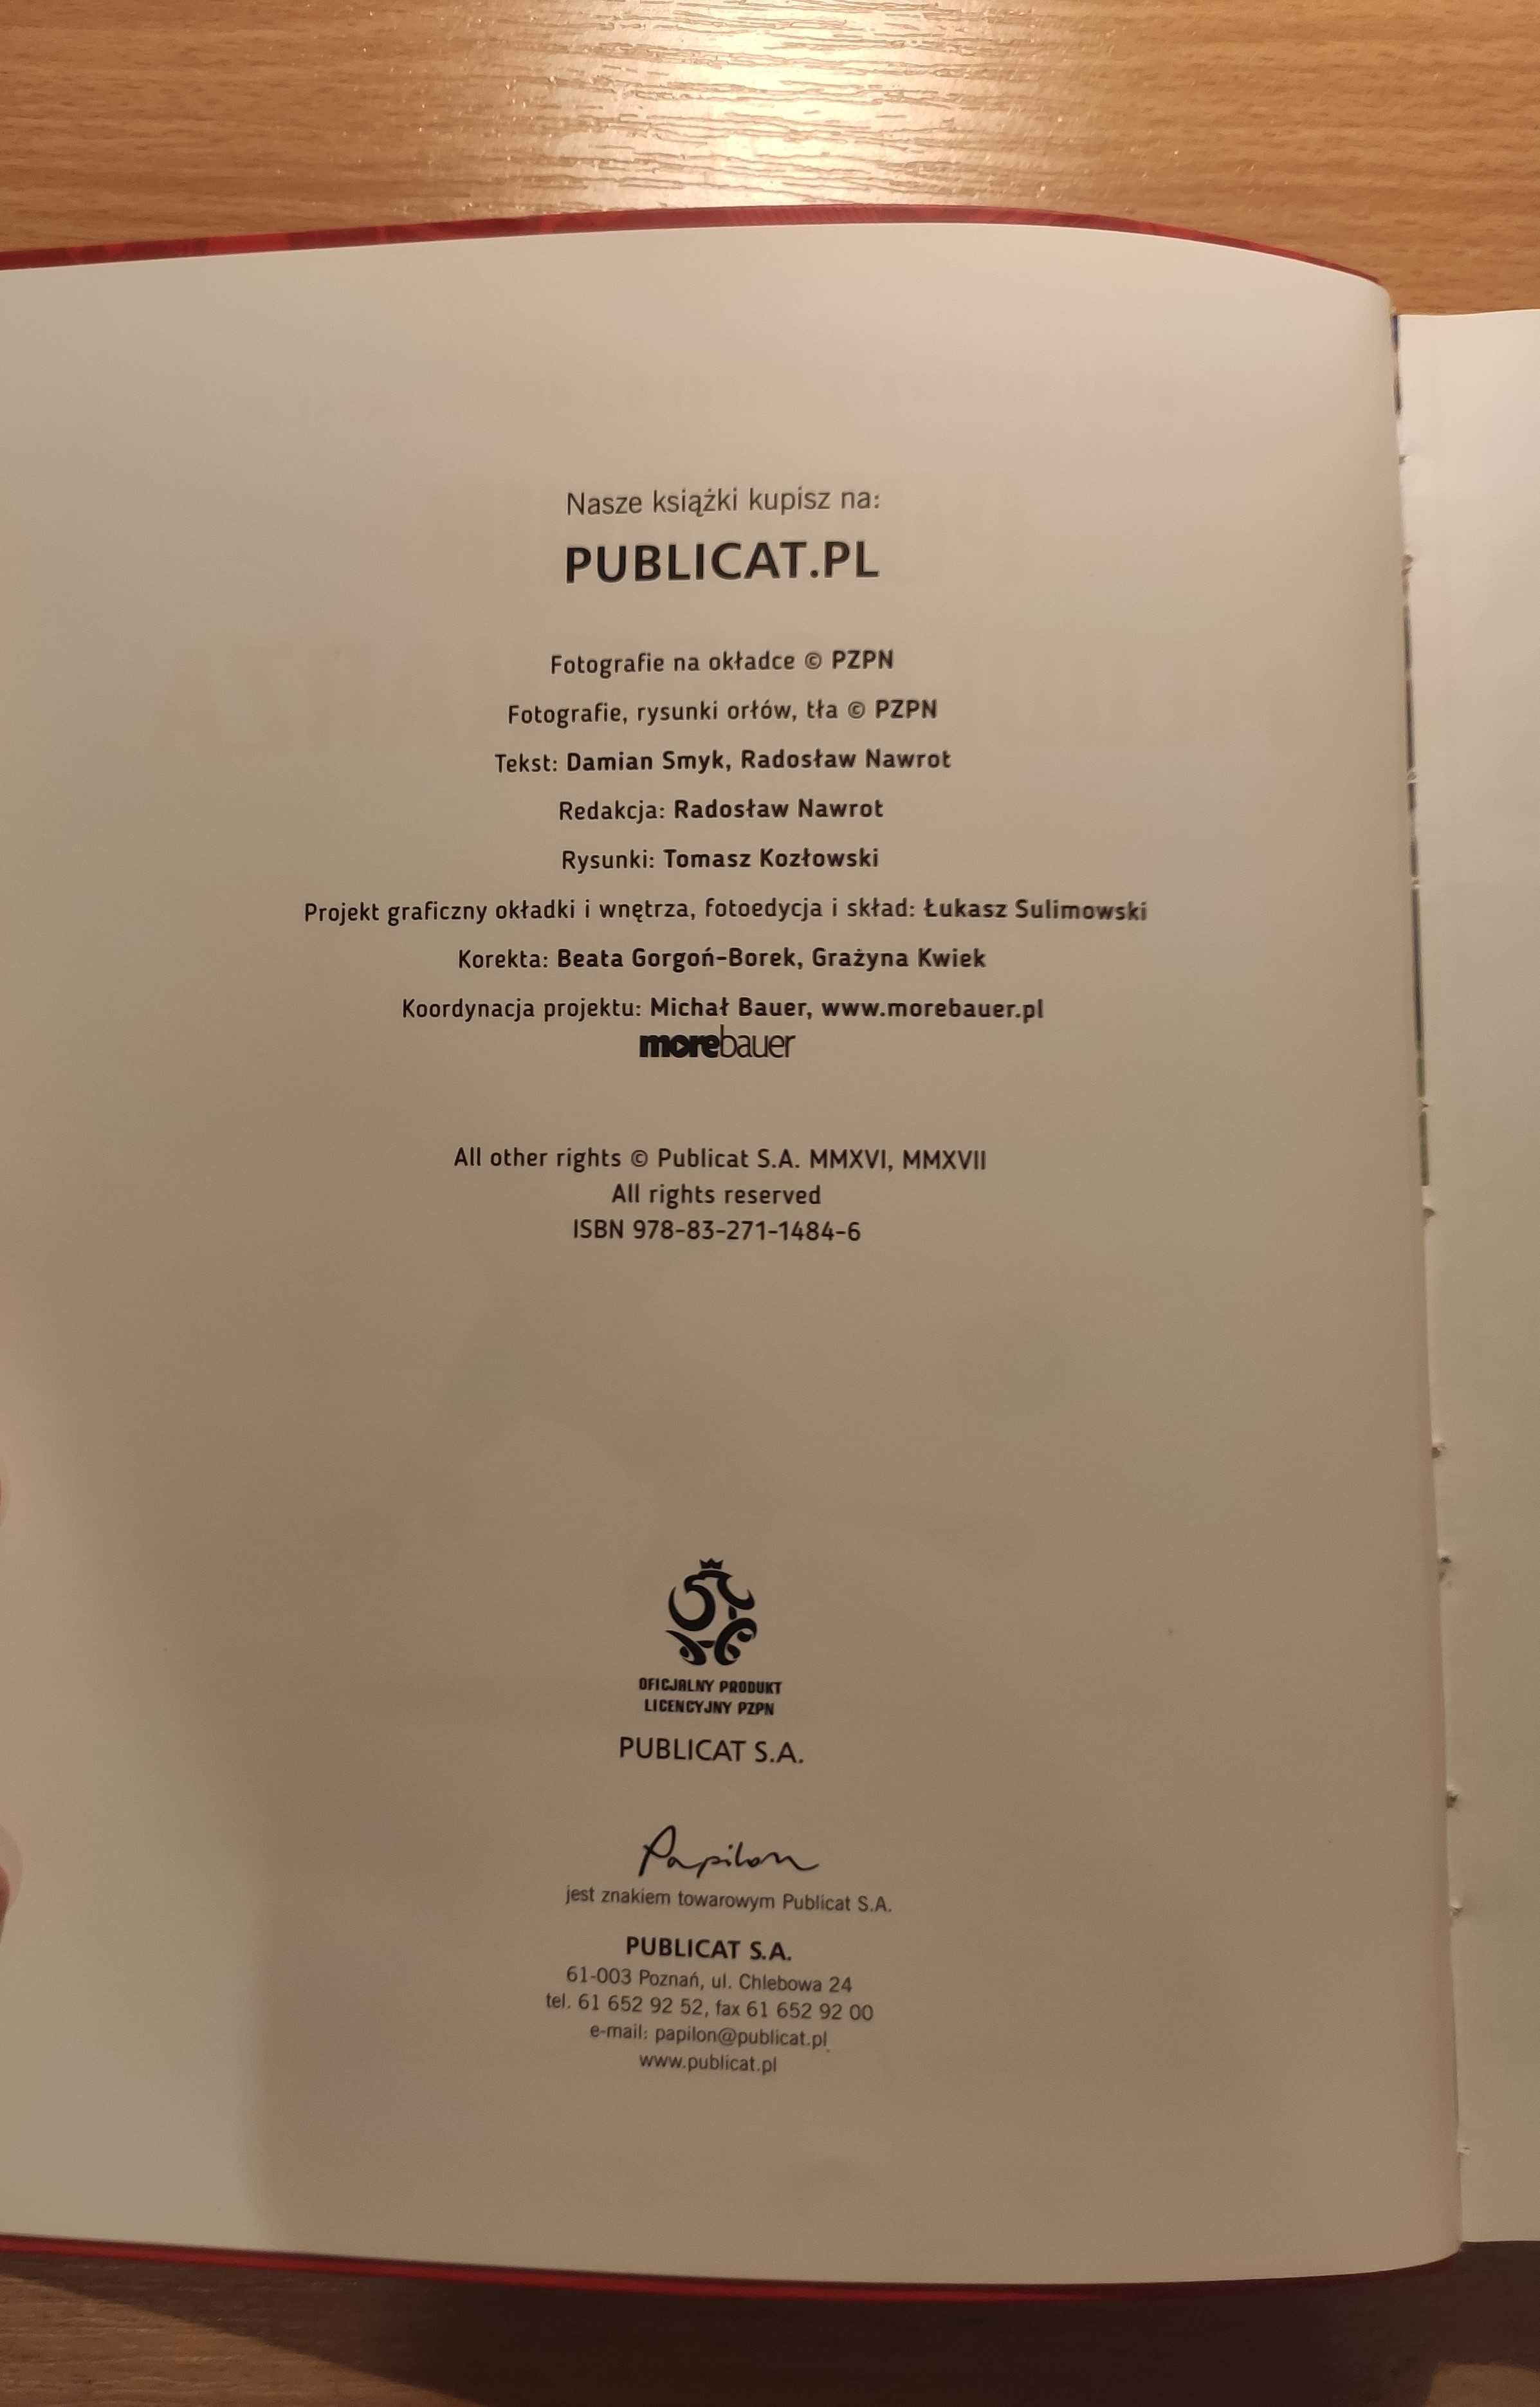 Nasze książki kupisz na:
PUBLICAT.PL
Fotografie na okładce © PZPN
Fotografie, rysunki orłów, tła © PZPN
Tekst: Damian Smyk, Radosław Nawrot
Redakcja: Radosław Nawrot
Rysunki: Tomasz Kozłowski
Projekt graficzny okładki i wnętrza, fotoedycja i skład: Łukasz Sulimowski
Korekta: Beata Gorgoń-Borek, Grażyna Kwiek
Koordynacja projektu: Michał Bauer, www.morebauer.pl
morebauer
All other rights © Publicat S.A. MMXVI, MMXVII
All rights reserved
ISBN 978-83-271-1484-6
OFICJALNY PRODUKT
LICENCYJNY PZPN
PUBLICAT S.A.
Papilon
jest znakiem towarowym Publicat S.A.
PUBLICAT S.A.
61-003 Poznań, ul. Chlebowa 24
tel. 61 652 92 52, fax 61 652 92 00
e-mail: papilon@publicat.pl
www.publicat.pl